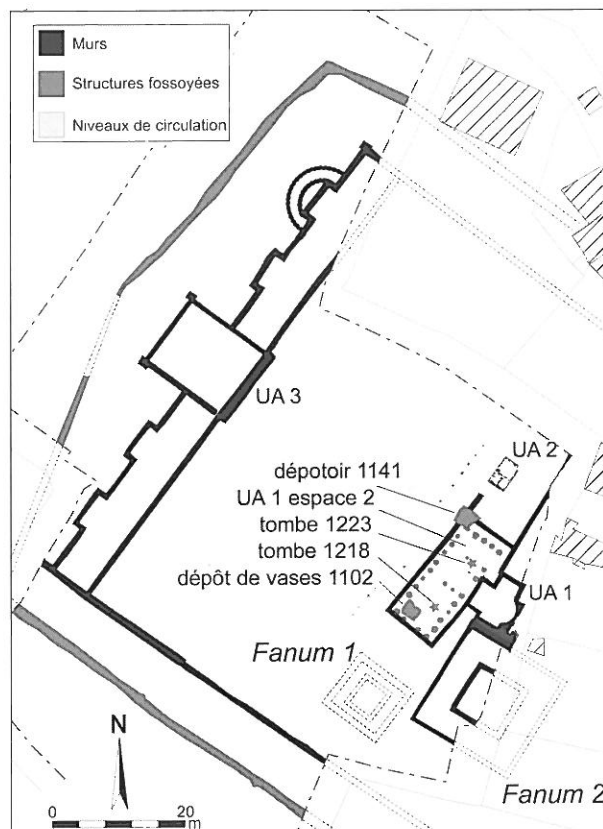 Murs
Structures fossoyées
Niveaux de circulation
UA 3
UA 2
dépotoir 1141
UA 1 espace 2
tombe 1223
tombe 1218
dépôt de vases 1102
UA 1
Fanum 1
N
Fanum 2
0 20
m